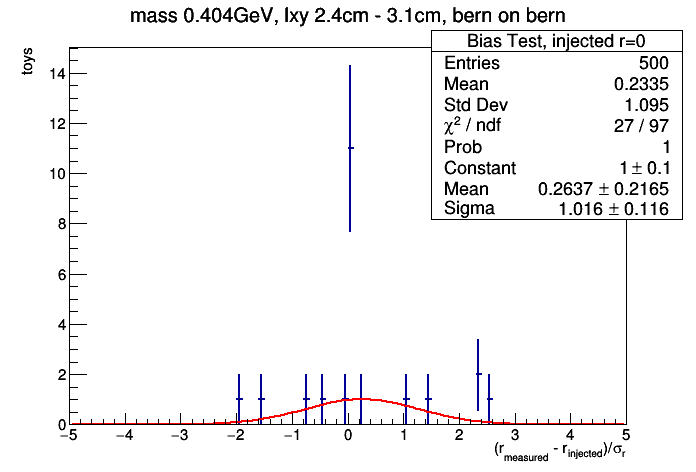 mass 0.404GeV, lxy 2.4cm - 3.1cm, bern on bern
toys
Bias Test, injected r=0
Entries 500
Mean 0.2335
Std Dev 1.095
χ² / ndf 27 / 97
Prob 1
Constant 1 ± 0.1
Mean 0.2637 ± 0.2165
Sigma 1.016 ± 0.116
14
12
10
8
6
4
2
0
−5 −4 −3 −2 −1 0 1 2 3 4 5
(r_measured - r_injected)/σ_r